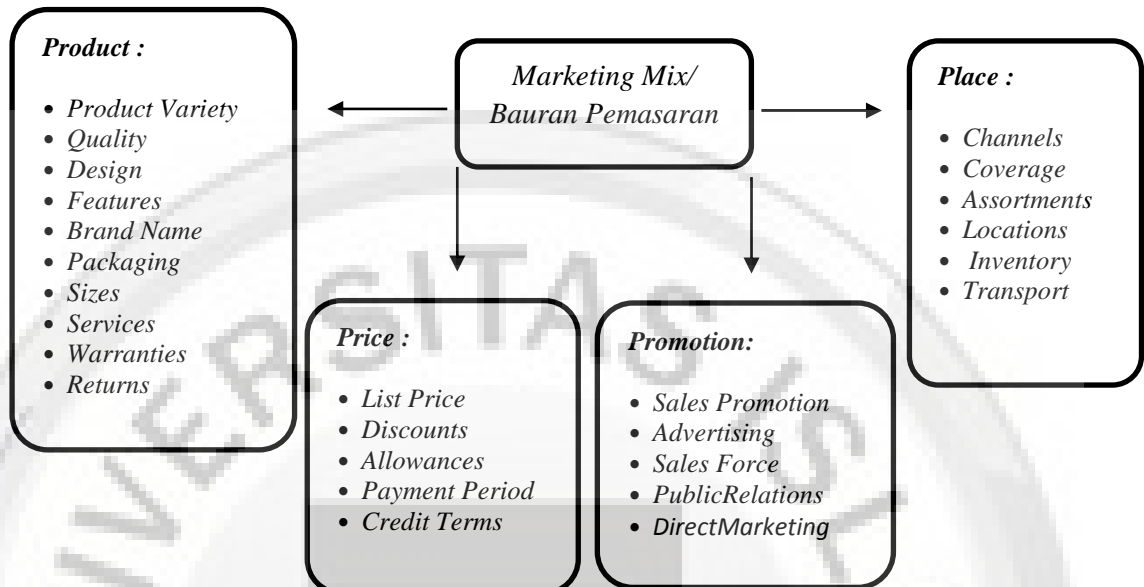 Marketing Mix/
Bauran Pemasaran
Product :
• Product Variety
• Quality
• Design
• Features
• Brand Name
• Packaging
• Sizes
• Services
• Warranties
• Returns
Price :
• List Price
• Discounts
• Allowances
• Payment Period
• Credit Terms
Promotion:
• Sales Promotion
• Advertising
• Sales Force
• PublicRelations
• DirectMarketing
Place :
• Channels
• Coverage
• Assortments
• Locations
• Inventory
• Transport
IVERSITAS ISL